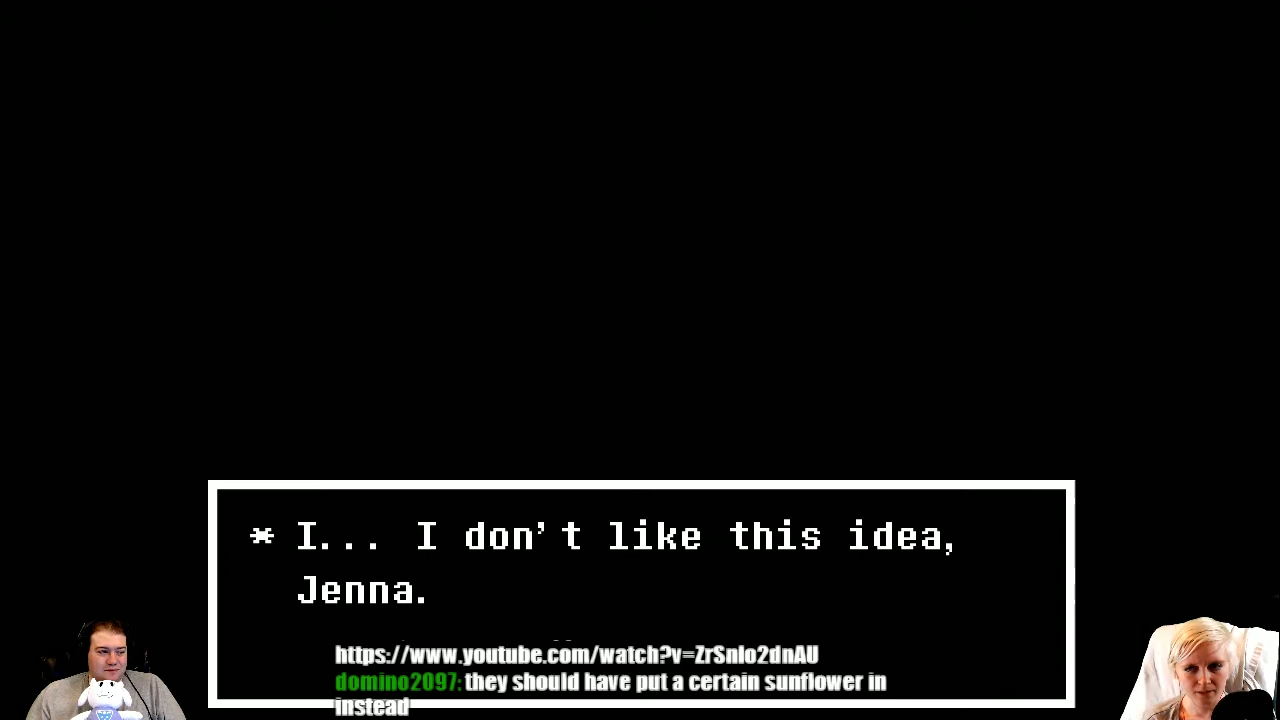 * I... I don't like this idea,
Jenna.
https://www.youtube.com/watch?v=ZrSnlo2dnAU
domino2097: they should have put a certain sunflower in
instead